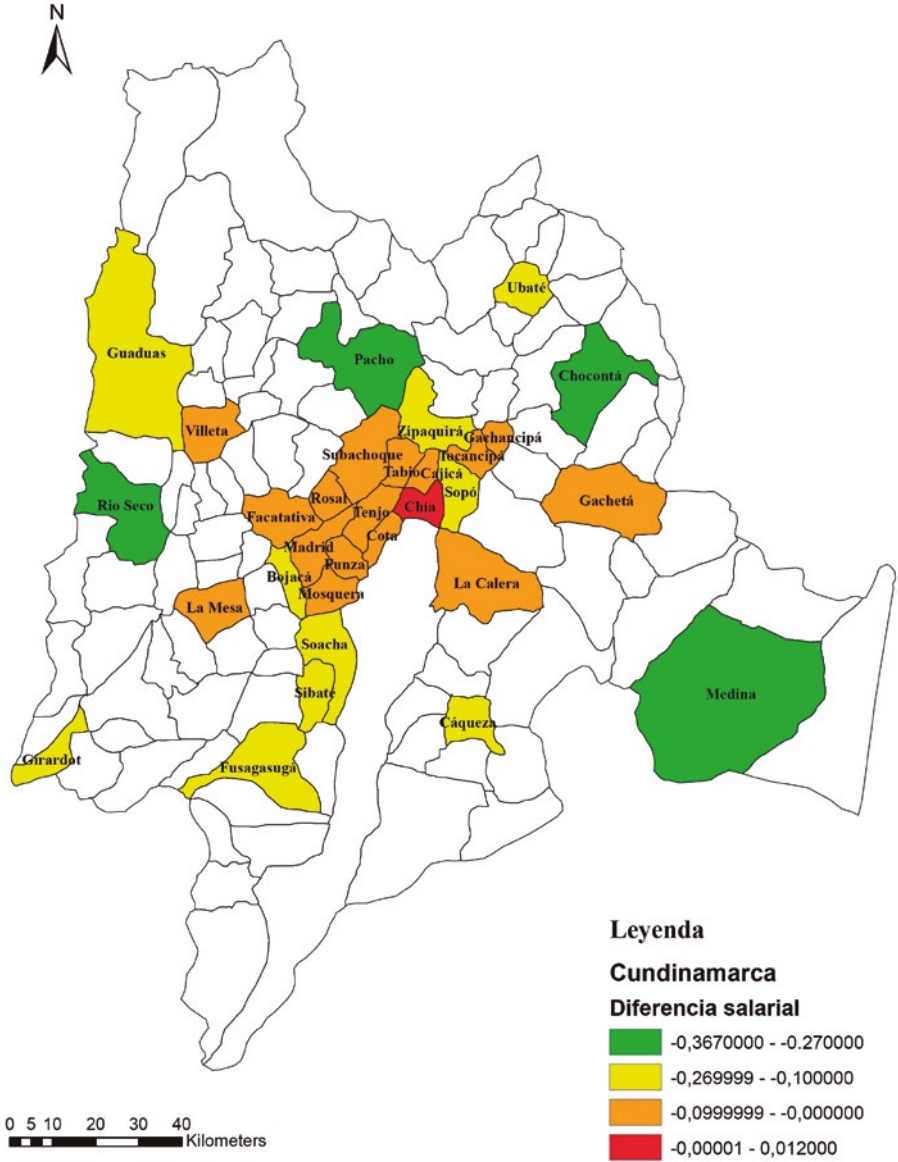 N
Ubaté
Guaduas
Pacho
Chocontá
Villeta
Zipaquirá
Gachancipá
Subachoque
Tocancipá
Tabio
Cajicá
Sopó
Rio Seco
Rosal
Chía
Gachetá
Facatativa
Tenjo
Cota
Madrid
Punza
Bojacá
La Calera
Mosquera
La Mesa
Soacha
Sibaté
Medina
Cáqueza
Girardot
Fusagasugá
Leyenda
Cundinamarca
Diferencia salarial
-0,3670000 - -0.270000
-0,269999 - -0,100000
-0,0999999 - -0,000000
-0,00001 - 0,012000
0 5 10 20 30 40
Kilometers